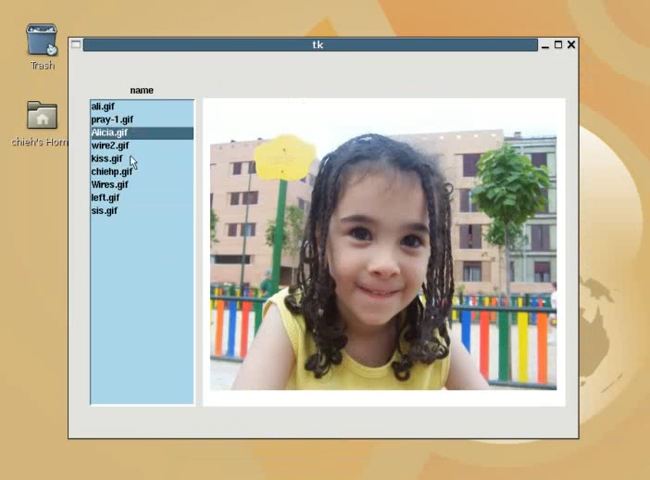 tk
Trash
name
ali.gif
pray-1.gif
Alicia.gif
wire2.gif
kiss.gif
chiehp.gif
Wires.gif
left.gif
sis.gif
chieh's Hom